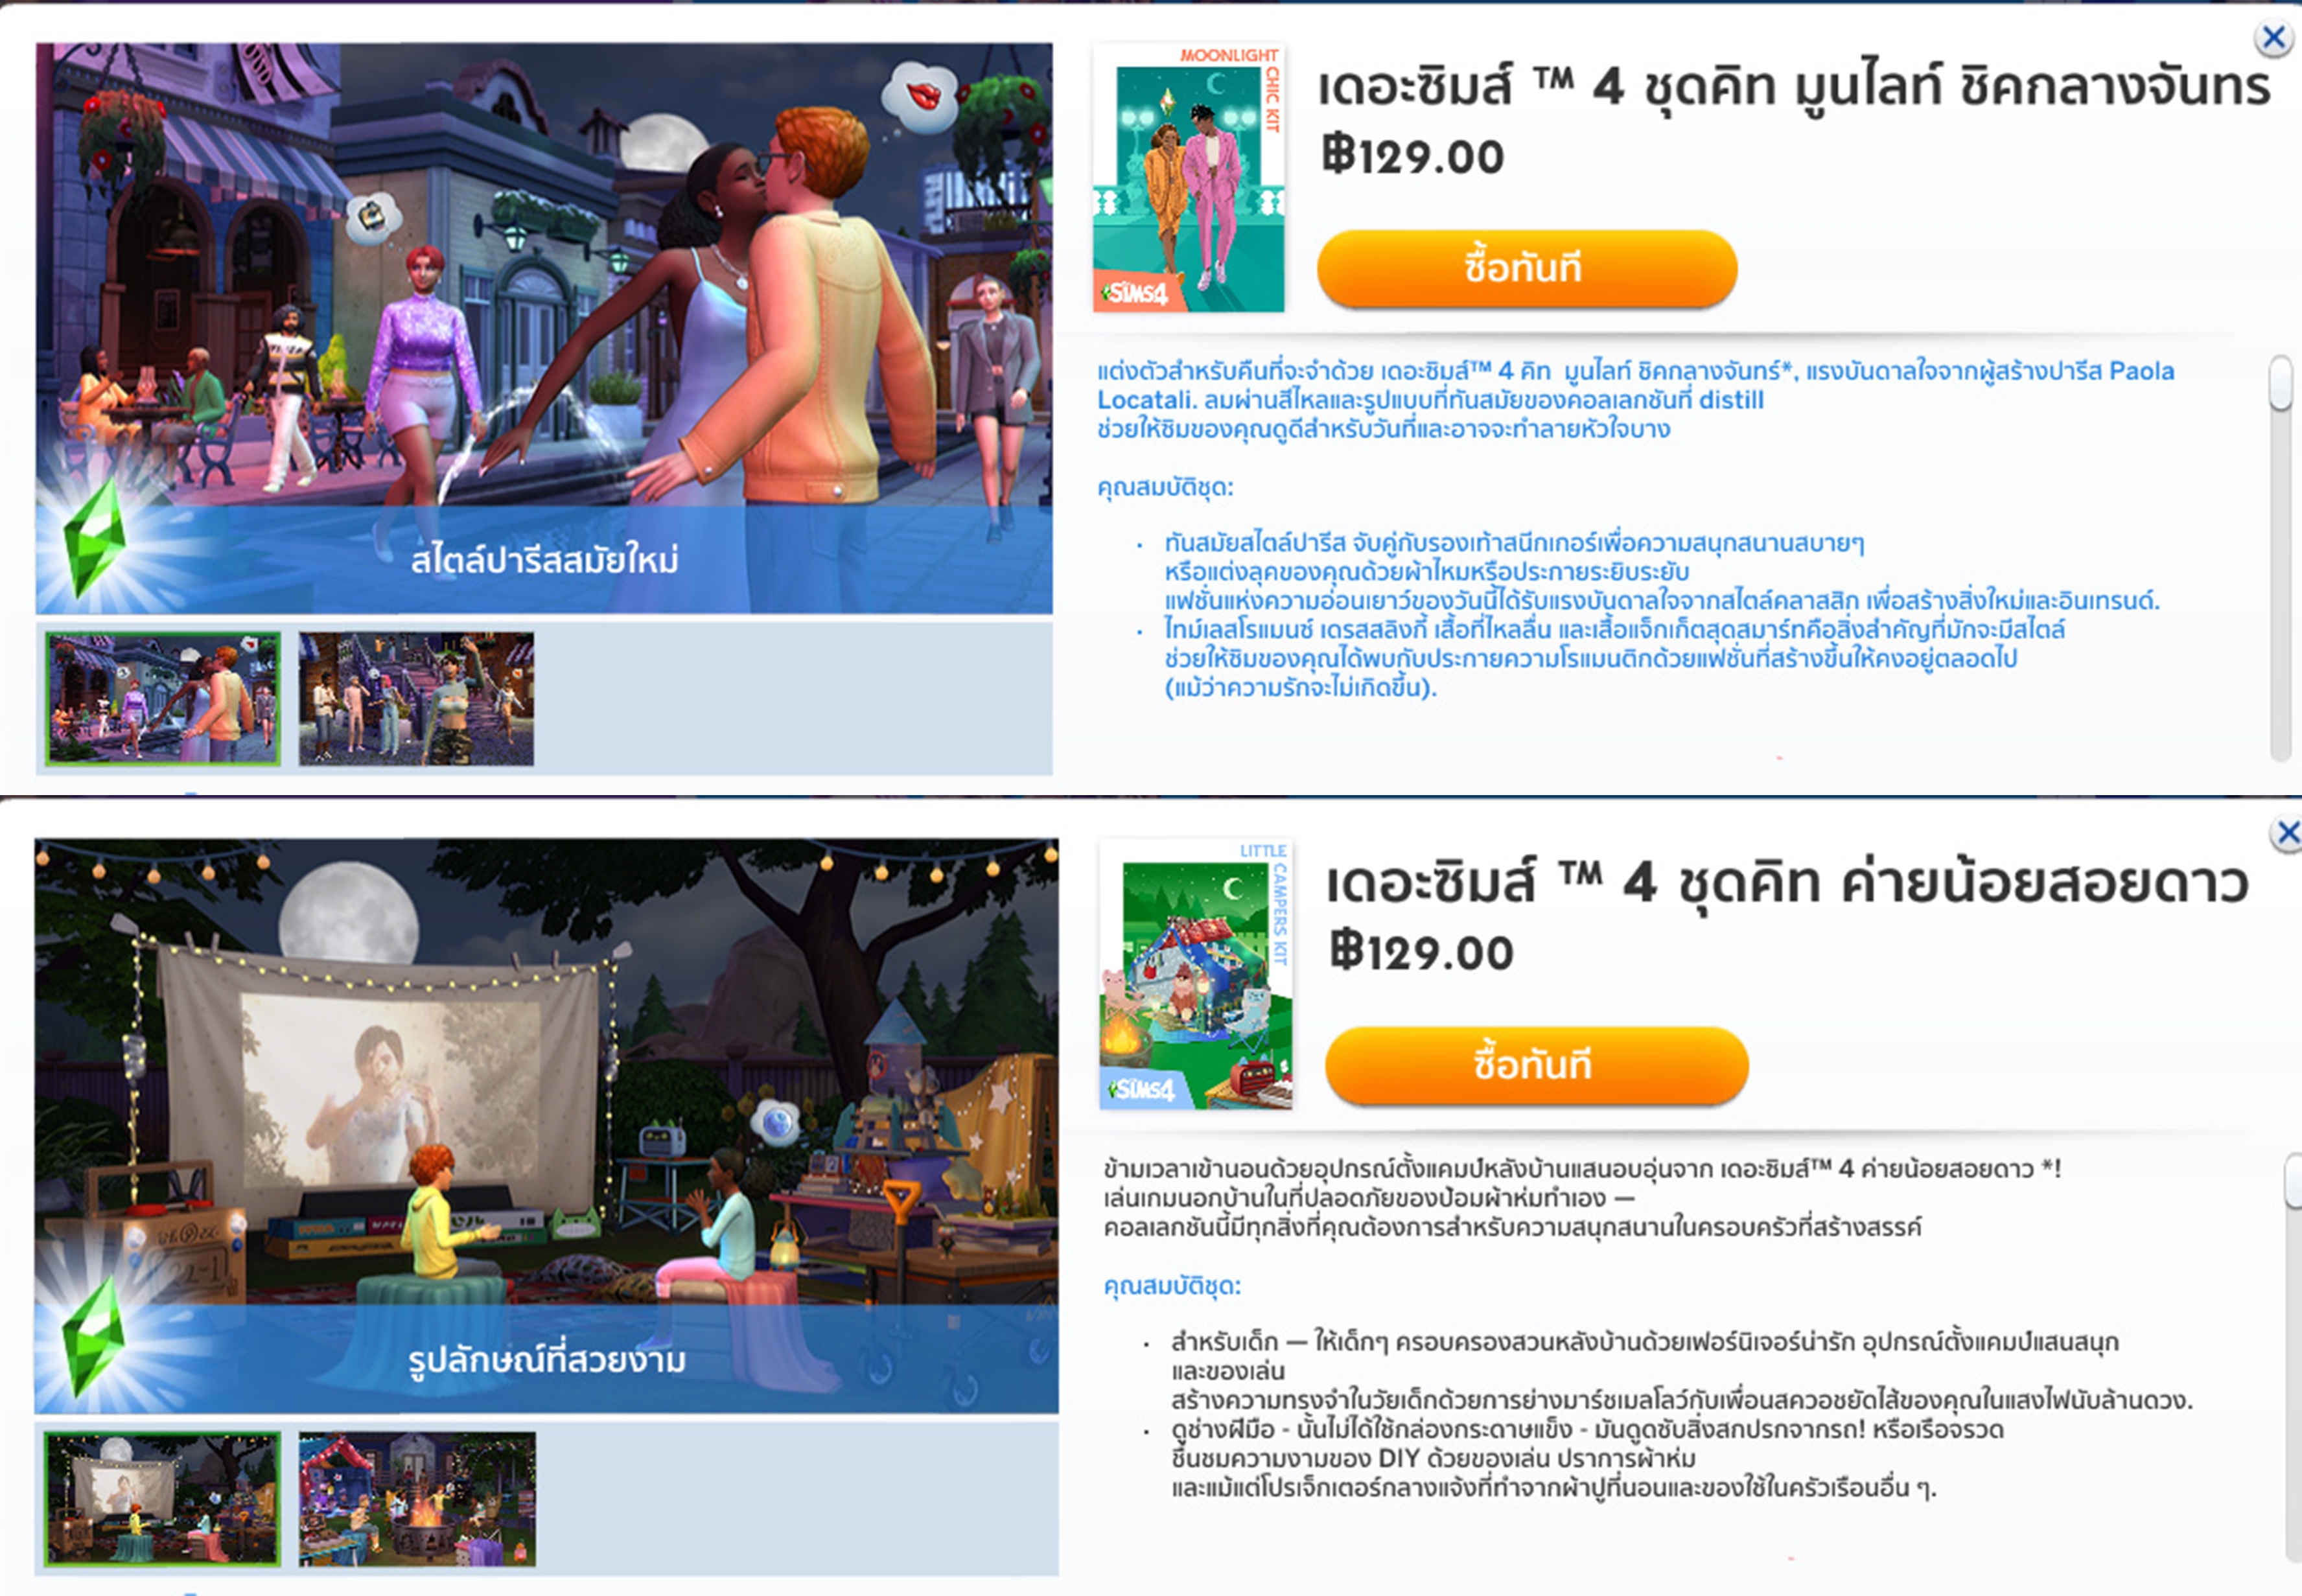 MOONLIGHT
CHIC KIT
SIMS4
เดอะซิมส์ ™ 4 ชุดคิท มูนไลท์ ชิคกลางจันทร
฿129.00
ซื้อทันที
แต่งตัวสำหรับคืนที่จะจำด้วย เดอะซิมส์™ 4 คิท มูนไลท์ ชิคกลางจันทร์*, แรงบันดาลใจจากผู้สร้างปารีส Paola
Locatali. ลมผ่านสีไหลและรูปแบบที่ทันสมัยของคอลเลกชันที่ distill
ช่วยให้ซิมของคุณดูดีสำหรับวันที่และอาจจะทำลายหัวใจบาง
คุณสมบัติชุด:
· ทันสมัยสไตล์ปารีส จับคู่กับรองเท้าสนีกเกอร์เพื่อความสนุกสนานสบายๆ
หรือแต่งลุคของคุณด้วยผ้าไหมหรือประกายระยิบระยับ
แฟชั่นแห่งความอ่อนเยาว์ของวันนี้ได้รับแรงบันดาลใจจากสไตล์คลาสสิก เพื่อสร้างสิ่งใหม่และอินเทรนด์.
· ไทม์เลสโรแมนซ์ เดรสสลิงกี้ เสื้อที่ไหลลื่น และเสื้อแจ็กเก็ตสุดสมาร์ทคือสิ่งสำคัญที่มักจะมีสไตล์
ช่วยให้ซิมของคุณได้พบกับประกายความโรแมนติกด้วยแฟชั่นที่สร้างขึ้นให้คงอยู่ตลอดไป
(แม้ว่าความรักจะไม่เกิดขึ้น).
สไตล์ปารีสสมัยใหม่
LITTLE
CAMPERS KIT
SIMS4
เดอะซิมส์ ™ 4 ชุดคิท ค่ายน้อยสอยดาว
฿129.00
ซื้อทันที
ข้ามเวลาเข้านอนด้วยอุปกรณ์ตั้งแคมป์หลังบ้านแสนอบอุ่นจาก เดอะซิมส์™ 4 ค่ายน้อยสอยดาว *!
เล่นเกมนอกบ้านในที่ปลอดภัยของป้อมผ้าห่มทำเอง —
คอลเลกชันนี้มีทุกสิ่งที่คุณต้องการสำหรับความสนุกสนานในครอบครัวที่สร้างสรรค์
คุณสมบัติชุด:
· สำหรับเด็ก — ให้เด็กๆ ครอบครองสวนหลังบ้านด้วยเฟอร์นิเจอร์น่ารัก อุปกรณ์ตั้งแคมป์แสนสนุก
และของเล่น
สร้างความทรงจำในวัยเด็กด้วยการย่างมาร์ชเมลโลว์กับเพื่อนสควอชยัดไส้ของคุณในแสงไฟนับล้านดวง.
· ดูช่างฝีมือ - นั้นไม่ได้ใช้กล่องกระดาษแข็ง - มันดูดซับสิ่งสกปรกจากรถ! หรือเรือจรวด
ชื่นชมความงามของ DIY ด้วยของเล่น ปราการผ้าห่ม
และแม้แต่โปรเจ็กเตอร์กลางแจ้งที่ทำจากผ้าปูที่นอนและของใช้ในครัวเรือนอื่น ๆ.
รูปลักษณ์ที่สวยงาม